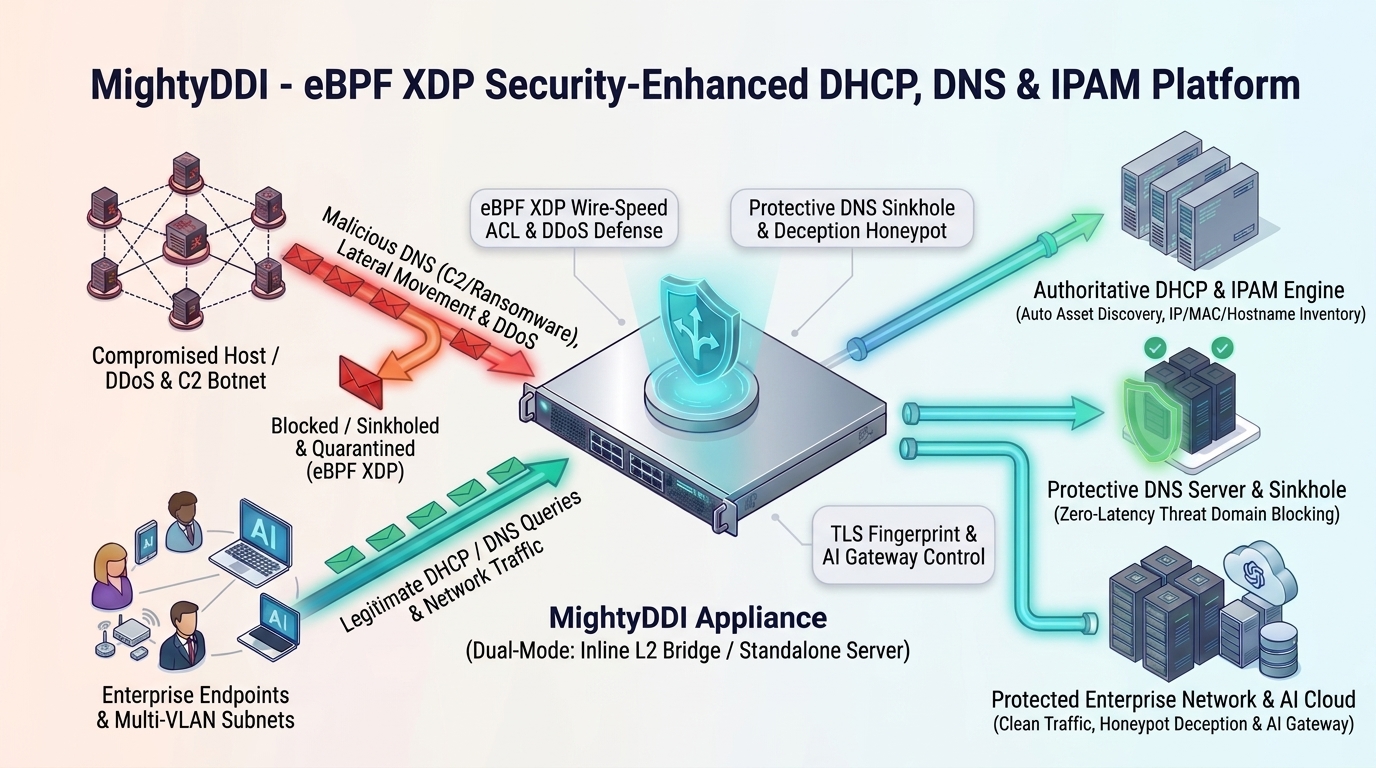 MightyDDI - eBPF XDP Security-Enhanced DHCP, DNS & IPAM Platform
eBPF XDP Wire-Speed
ACL & DDoS Defense
Protective DNS Sinkhole
& Deception Honeypot
Malicious DNS (C2/Ransomware),
Lateral Movement & DDoS
Compromised Host /
DDoS & C2 Botnet
Blocked / Sinkholed
& Quarantined
(eBPF XDP)
Authoritative DHCP & IPAM Engine
(Auto Asset Discovery, IP/MAC/Hostname Inventory)
Protective DNS Server & Sinkhole
(Zero-Latency Threat Domain Blocking)
AI
AI
AI
Legitimate DHCP / DNS Queries
& Network Traffic
TLS Fingerprint &
AI Gateway Control
MightyDDI Appliance
(Dual-Mode: Inline L2 Bridge / Standalone Server)
Enterprise Endpoints
& Multi-VLAN Subnets
Protected Enterprise Network & AI Cloud
(Clean Traffic, Honeypot Deception & AI Gateway)